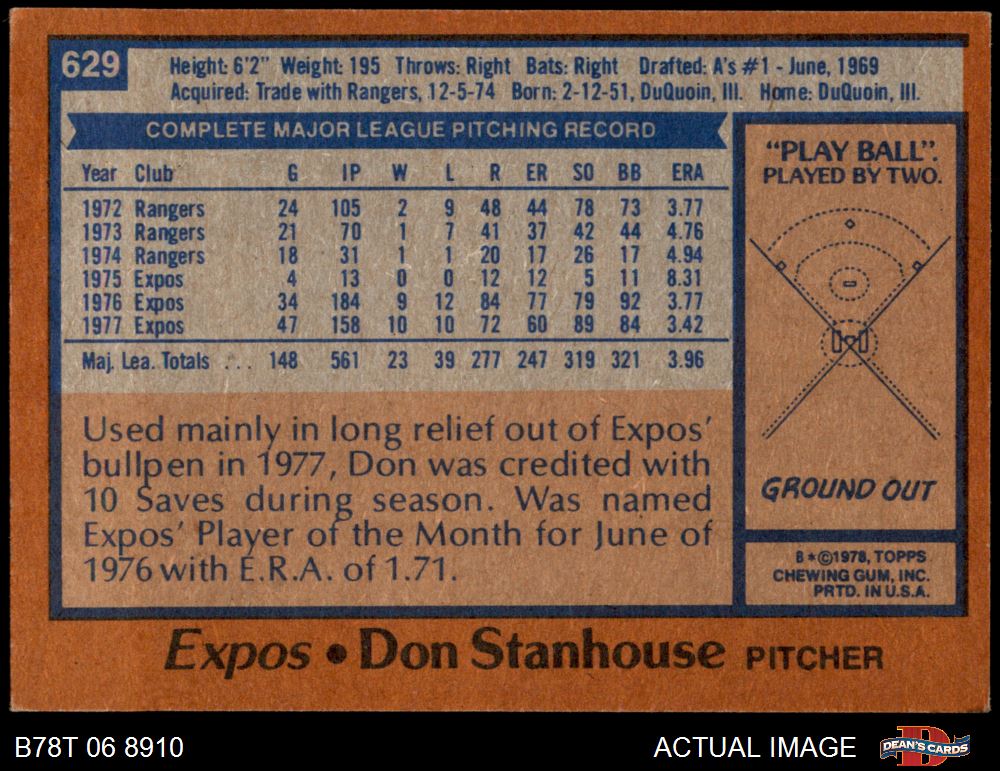 629
Height: 6'2" Weight: 195 Throws: Right Bats: Right Drafted: A's #1 - June, 1969
Acquired: Trade with Rangers, 12-5-74 Born: 2-12-51, DuQuoin, Ill. Home: DuQuoin, Ill.
COMPLETE MAJOR LEAGUE PITCHING RECORD
Year Club G IP W L R ER SO BB ERA
1972 Rangers 24 105 2 9 48 44 78 73 3.77
1973 Rangers 21 70 1 7 41 37 42 44 4.76
1974 Rangers 18 31 1 1 20 17 26 17 4.94
1975 Expos 4 13 0 0 12 12 5 11 8.31
1976 Expos 34 184 9 12 84 77 79 92 3.77
1977 Expos 47 158 10 10 72 60 89 84 3.42
Maj. Lea. Totals . . . 148 561 23 39 277 247 319 321 3.96
Used mainly in long relief out of Expos'
bullpen in 1977, Don was credited with
10 Saves during season. Was named
Expos' Player of the Month for June of
1976 with E.R.A. of 1.71.
"PLAY BALL".
PLAYED BY TWO.
GROUND OUT
B*©1978, TOPPS
CHEWING GUM, INC.
PRTD. IN U.S.A.
Expos • Don Stanhouse PITCHER
B78T 06 8910
ACTUAL IMAGE
DEAN'S CARDS